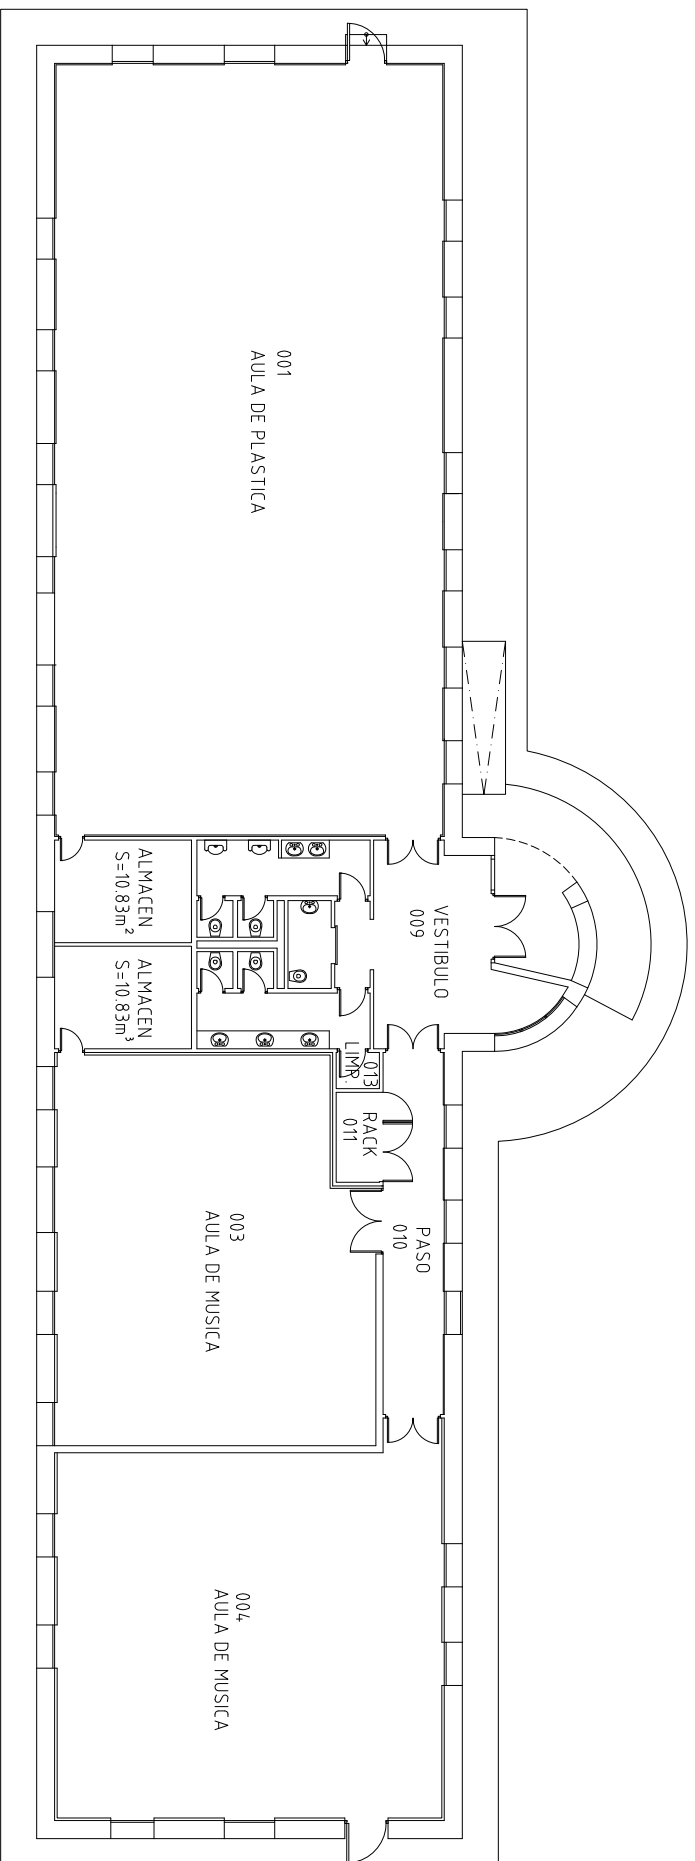 001
AULA DE PLASTICA
ALMACEN
S=10.83m²
VESTIBULO
009
ALMACEN
S=10.83m³
013
LIMP.
RACK
011
PASO
010
003
AULA DE MUSICA
004
AULA DE MUSICA